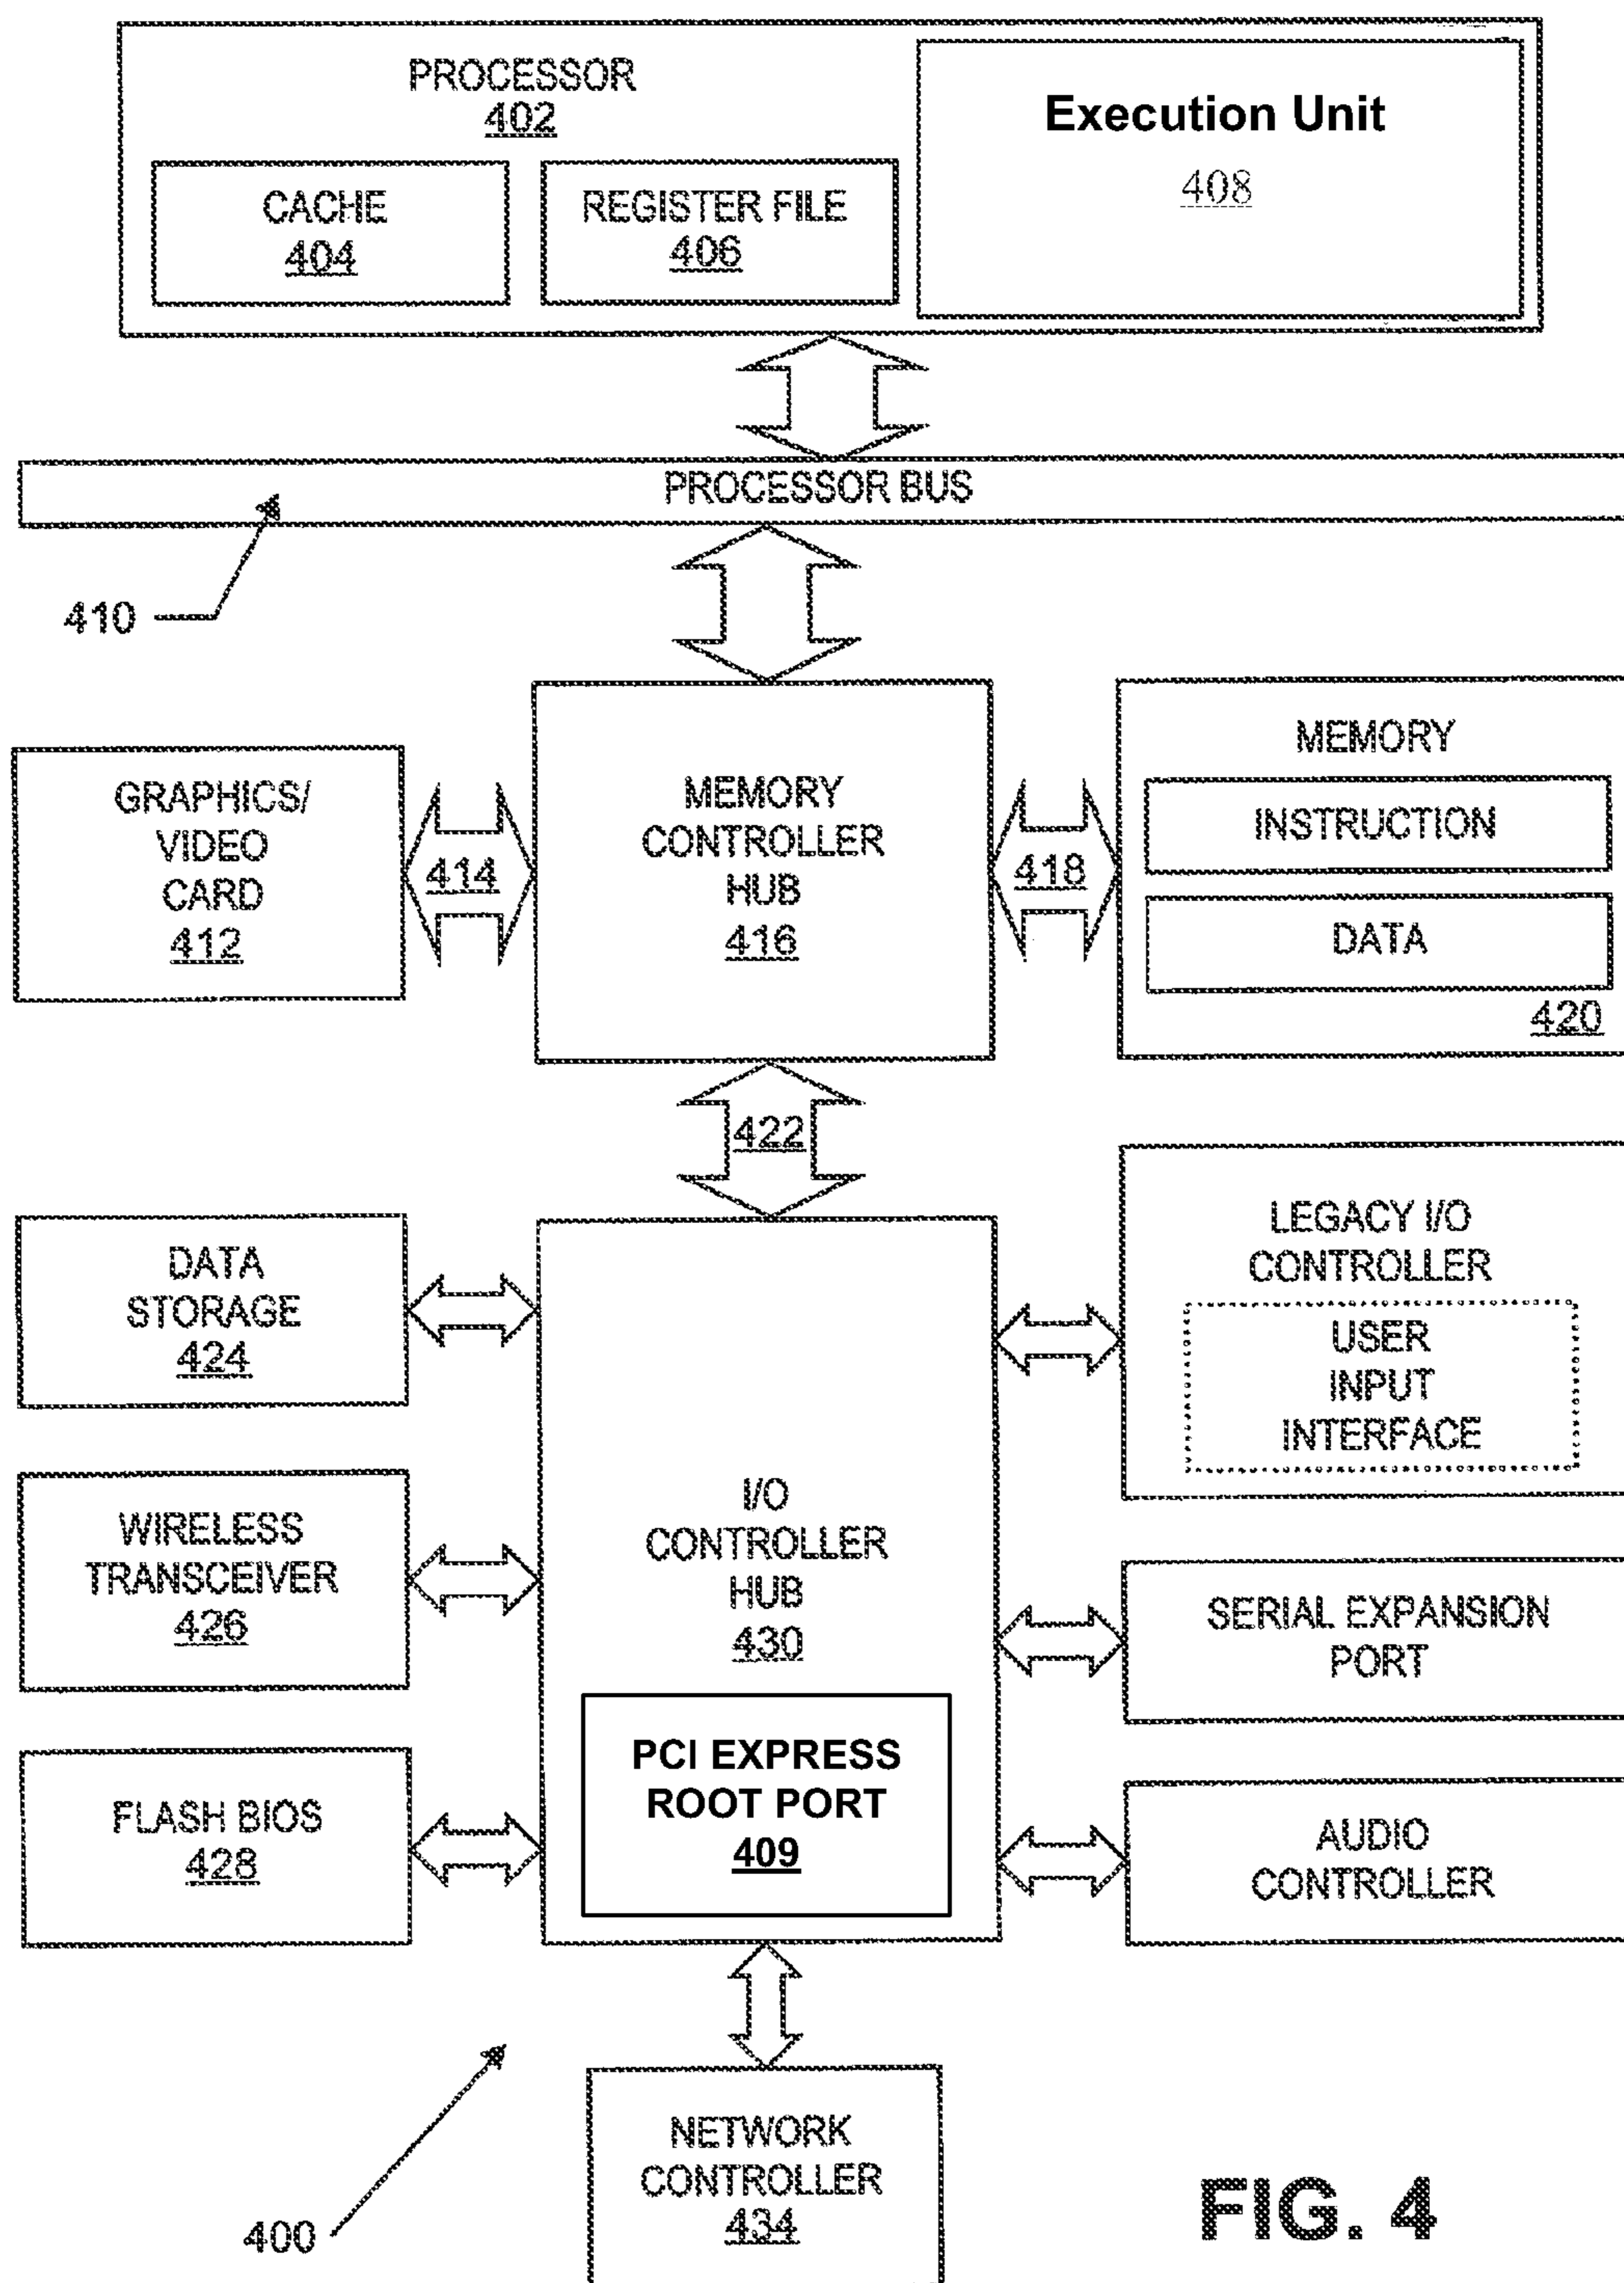 PROCESSOR
402
CACHE
404
REGISTER FILE
406
Execution Unit
408
PROCESSOR BUS
410
GRAPHICS/
VIDEO
CARD
412
414
MEMORY
CONTROLLER
HUB
416
418
MEMORY
INSTRUCTION
DATA
420
422
DATA
STORAGE
424
WIRELESS
TRANSCEIVER
426
FLASH BIOS
428
I/O
CONTROLLER
HUB
430
PCI EXPRESS
ROOT PORT
409
LEGACY I/O
CONTROLLER
USER
INPUT
INTERFACE
SERIAL EXPANSION
PORT
AUDIO
CONTROLLER
NETWORK
CONTROLLER
434
400
FIG. 4